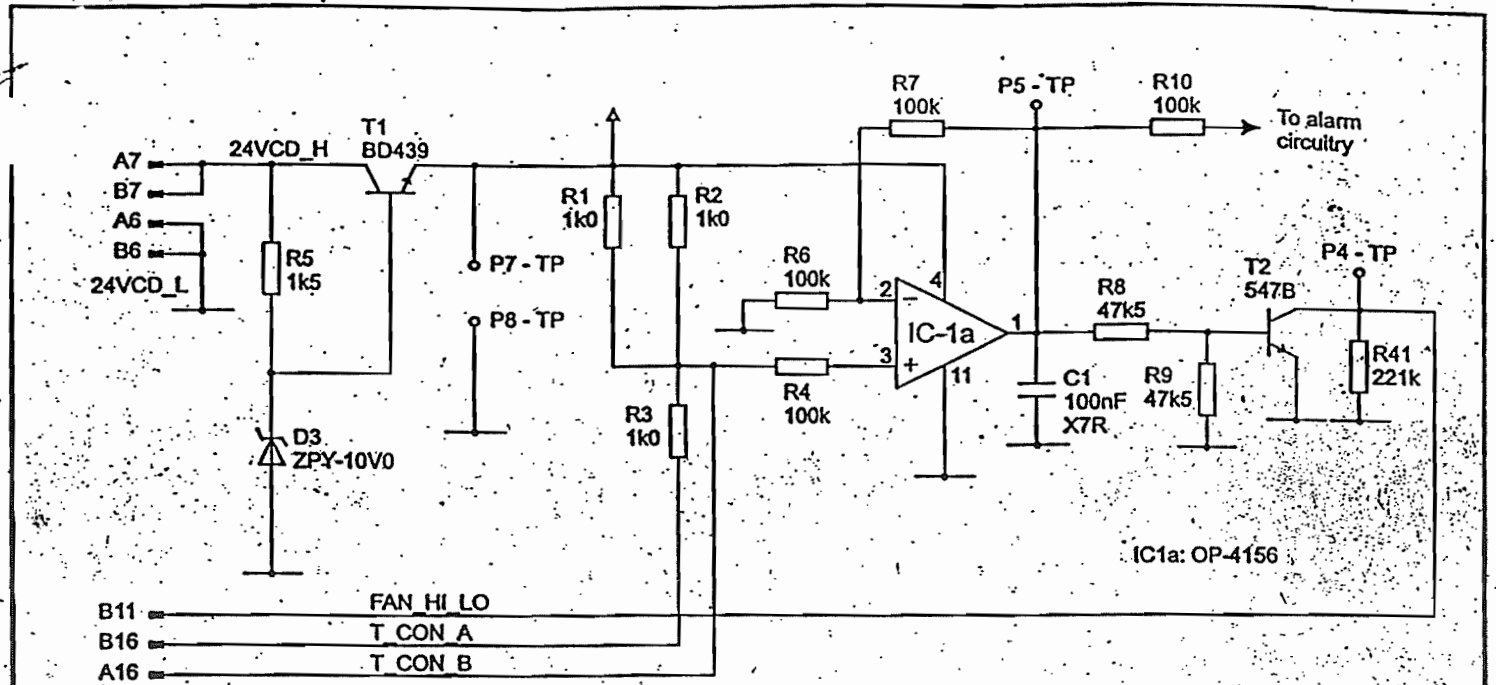 R7
100k
P5 - TP
R10
100k
To alarm
circuitry
T1
BD439
24VCD_H
A7
B7
A6
B6
24VCD_L
R5
1k5
R1
1k0
R2
1k0
P7 - TP
P8 - TP
R6
100k
2
4
−
IC-1a
1
3
+
11
R4
100k
R3
1k0
D3
ZPY-10V0
C1
100nF
X7R
R8
47k5
R9
47k5
T2
547B
P4 - TP
R41
221k
IC1a: OP-4156
B11
FAN_HI_LO
B16
T_CON_A
A16
T_CON_B